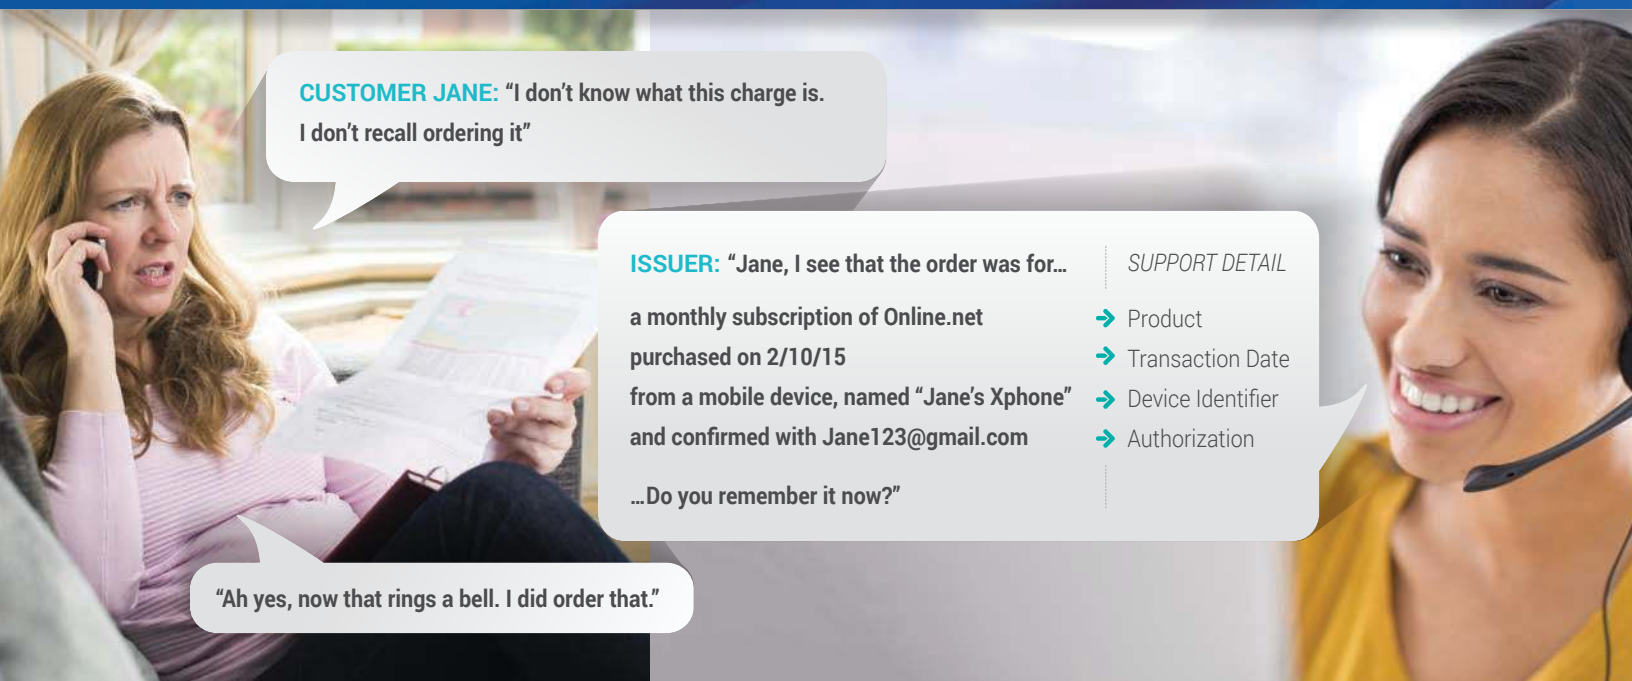 CUSTOMER JANE: “I don’t know what this charge is.
I don’t recall ordering it”
ISSUER: “Jane, I see that the order was for...
SUPPORT DETAIL
a monthly subscription of Online.net
Product
purchased on 2/10/15
Transaction Date
from a mobile device, named “Jane’s Xphone”
Device Identifier
and confirmed with Jane123@gmail.com
Authorization
...Do you remember it now?”
“Ah yes, now that rings a bell. I did order that.”